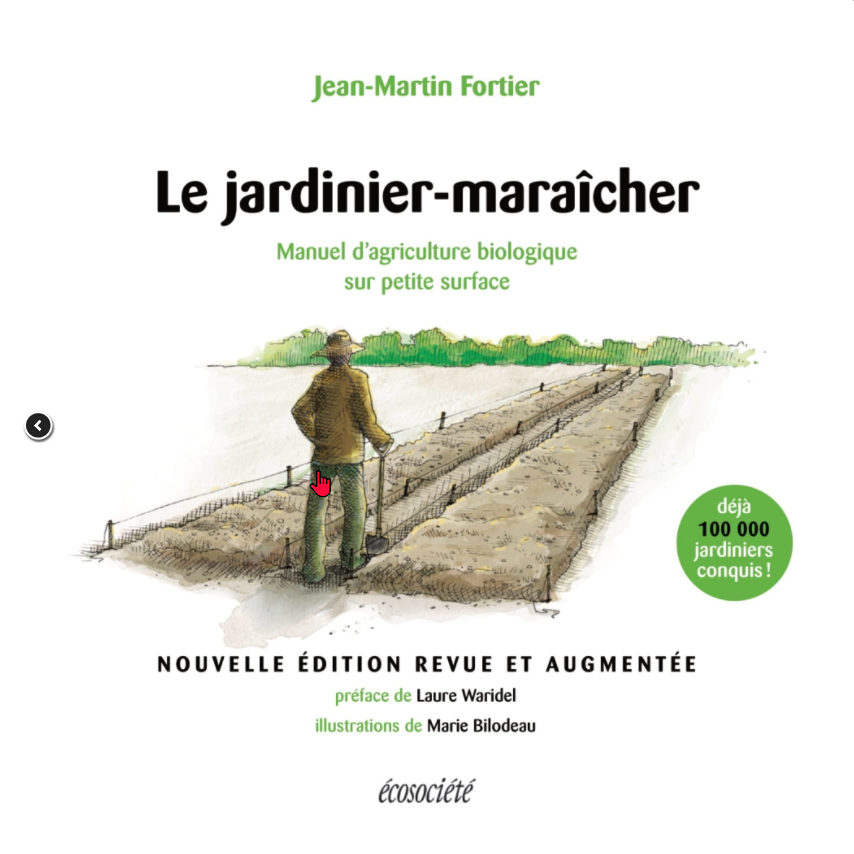 Jean-Martin Fortier
Le jardinier-maraîcher
Manuel d'agriculture biologique
sur petite surface
déjà
100 000
jardiniers
conquis !
NOUVELLE ÉDITION REVUE ET AUGMENTÉE
préface de Laure Waridel
illustrations de Marie Bilodeau
écosociété